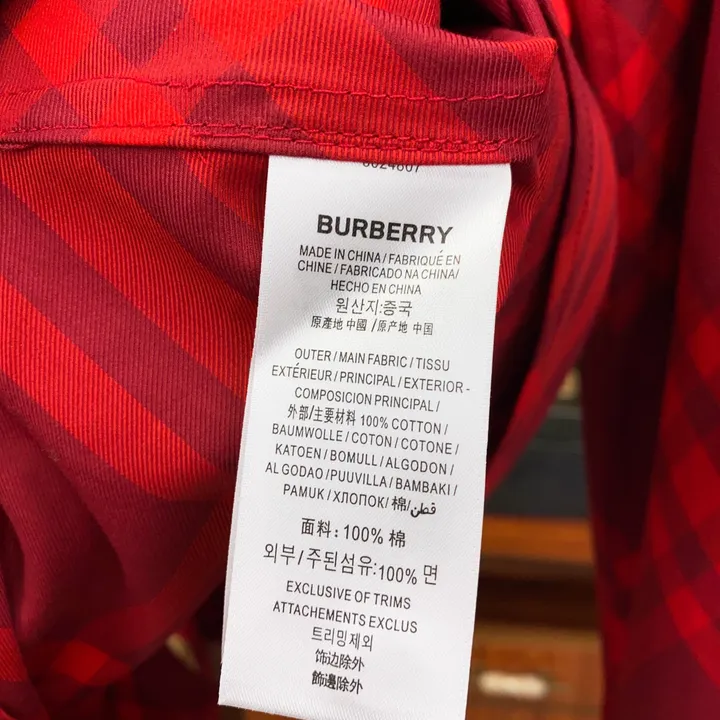 BURBERRY
MADE IN CHINA / FABRIQUÉ EN
CHINE / FABRICADO NA CHINA/
HECHO EN CHINA
원산지:증국
原產地 中國 /原产地 中国
OUTER / MAIN FABRIC / TISSU
EXTÉRIEUR / PRINCIPAL / EXTERIOR -
COMPOSICION PRINCIPAL /
外部/主要材料 100% COTTON /
BAUMWOLLE / COTON / COTONE /
KATOEN / BOMULL / ALGODON /
AL GODAO / PUUVILLA / BAMBAKI /
PAMUK / ХЛОПОК/ 棉/قطن
面料: 100% 棉
외부/주된섬유:100% 면
EXCLUSIVE OF TRIMS
ATTACHEMENTS EXCLUS
트리밍제외
饰边除外
飾邊除外